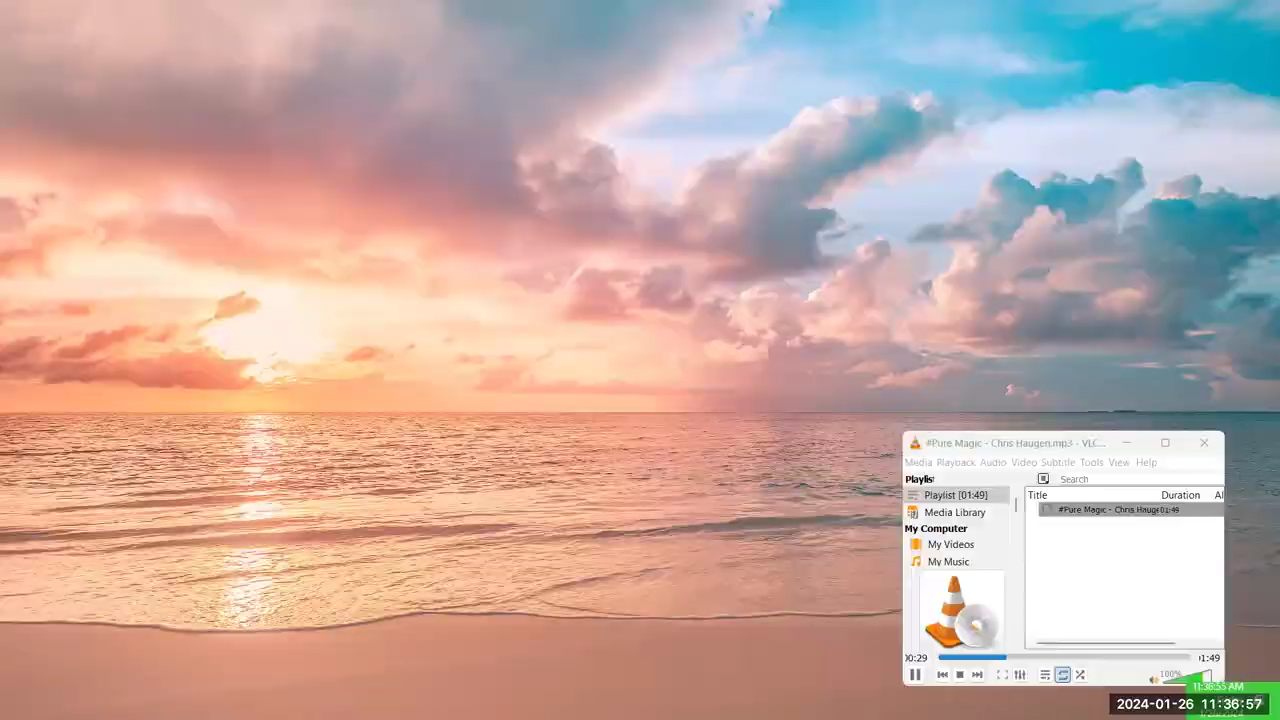 #Pure Magic - Chris Haugen.mp3 - VLC...
Media Playback Audio Video Subtitle Tools View Help
Playlist
Search
Playlist [01:49]
Title Duration Al
Media Library
#Pure Magic - Chris Hauge 01:49
My Computer
My Videos
My Music
00:29
01:49
100%
11:36:55 AM
2024-01-26 11:36:57